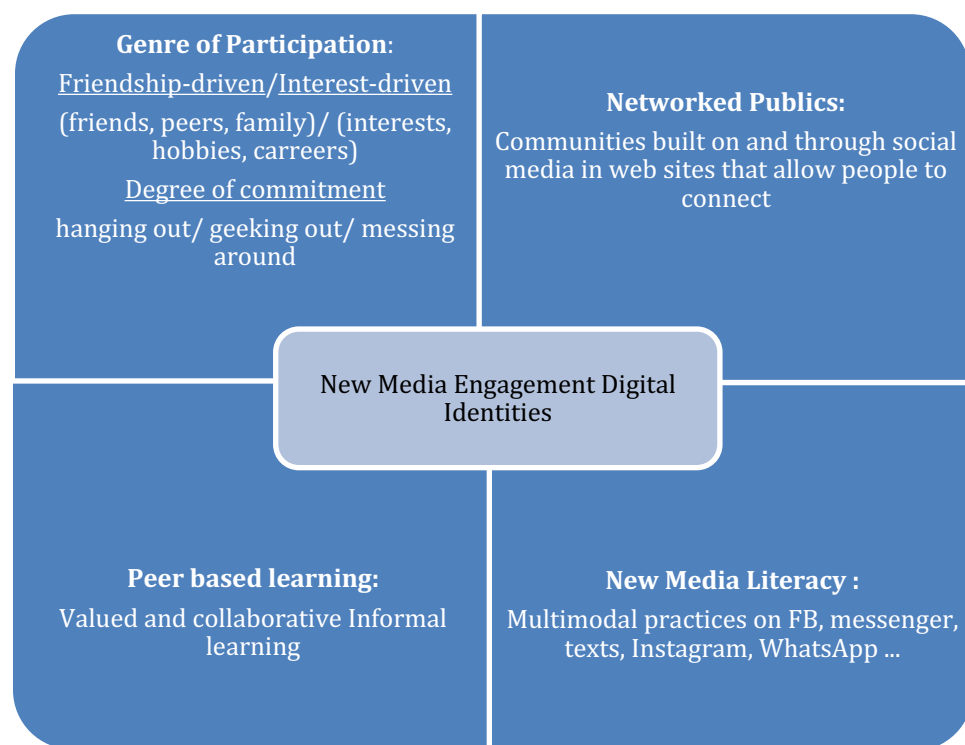 Genre of Participation:
Friendship-driven/Interest-driven
(friends, peers, family)/ (interests,
hobbies, carreers)
Degree of commitment
hanging out/ geeking out/ messing
around
Networked Publics:
Communities built on and through social
media in web sites that allow people to
connect
New Media Engagement Digital
Identities
Peer based learning:
Valued and collaborative Informal
learning
New Media Literacy :
Multimodal practices on FB, messenger,
texts, Instagram, WhatsApp ...